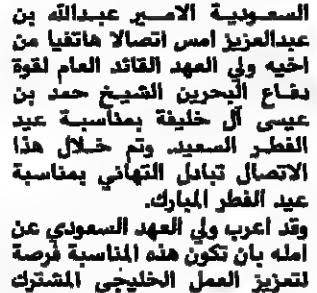 السعودية الامير عبدالله بن
عبدالعزيز امس اتصالا هاتفيا من
اخيه ولي العهد القائد العام لقوة
دفاع البحرين الشيخ حمد بن
عيسى آل خليفة بمناسبة عيد
الفطر السعيد. وتم خلال هذا
الاتصال تبادل التهاني بمناسبة
عيد الفطر المبارك.
وقد اعرب ولي العهد السعودي عن
امله بان تكون هذه المناسبة فرصة
لتعزيز العمل الخليجي المشترك